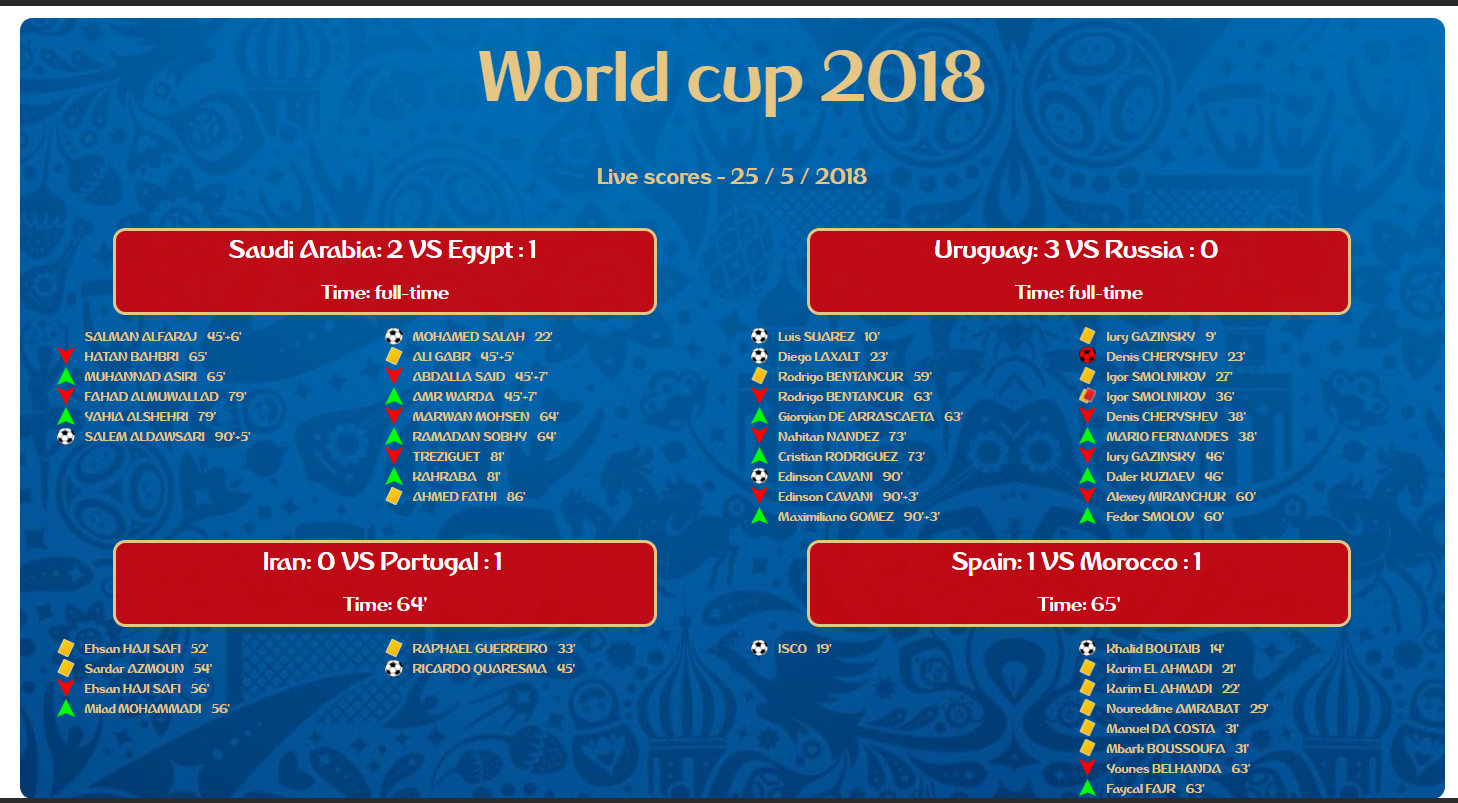 World cup 2018
Live scores - 25 / 5 / 2018
Saudi Arabia: 2 VS Egypt : 1
Time: full-time
SALMAN ALFARAJ 45'+6'
HATAN BAHBRI 65'
MUHANNAD ASIRI 65'
FAHAD ALMUWALLAD 79'
YAHIA ALSHEHRI 79'
SALEM ALDAWSARI 90'+5'
MOHAMED SALAH 22'
ALI GABR 45'+5'
ABDALLA SAID 45'+7'
AMR WARDA 45'+7'
MARWAN MOHSEN 64'
RAMADAN SOBHY 64'
TREZIGUET 81'
KAHRABA 81'
AHMED FATHI 86'
Uruguay: 3 VS Russia : 0
Time: full-time
Luis SUAREZ 10'
Diego LAXALT 23'
Rodrigo BENTANCUR 59'
Rodrigo BENTANCUR 63'
Giorgian DE ARRASCAETA 63'
Nahitan NANDEZ 73'
Cristian RODRIGUEZ 73'
Edinson CAVANI 90'
Edinson CAVANI 90'+3'
Maximiliano GOMEZ 90'+3'
Iury GAZINSKY 9'
Denis CHERYSHEV 23'
Igor SMOLNIKOV 27'
Igor SMOLNIKOV 36'
Denis CHERYSHEV 38'
MARIO FERNANDES 38'
Iury GAZINSKY 46'
Daler KUZIAEV 46'
Alexey MIRANCHUK 60'
Fedor SMOLOV 60'
Iran: 0 VS Portugal : 1
Time: 64'
Ehsan HAJI SAFI 52'
Sardar AZMOUN 54'
Ehsan HAJI SAFI 56'
Milad MOHAMMADI 56'
RAPHAEL GUERREIRO 33'
RICARDO QUARESMA 45'
Spain: 1 VS Morocco : 1
Time: 65'
ISCO 19'
Khalid BOUTAIB 14'
Karim EL AHMADI 21'
Karim EL AHMADI 22'
Noureddine AMRABAT 29'
Manuel DA COSTA 31'
Mbark BOUSSOUFA 31'
Younes BELHANDA 63'
Faycal FAJR 63'